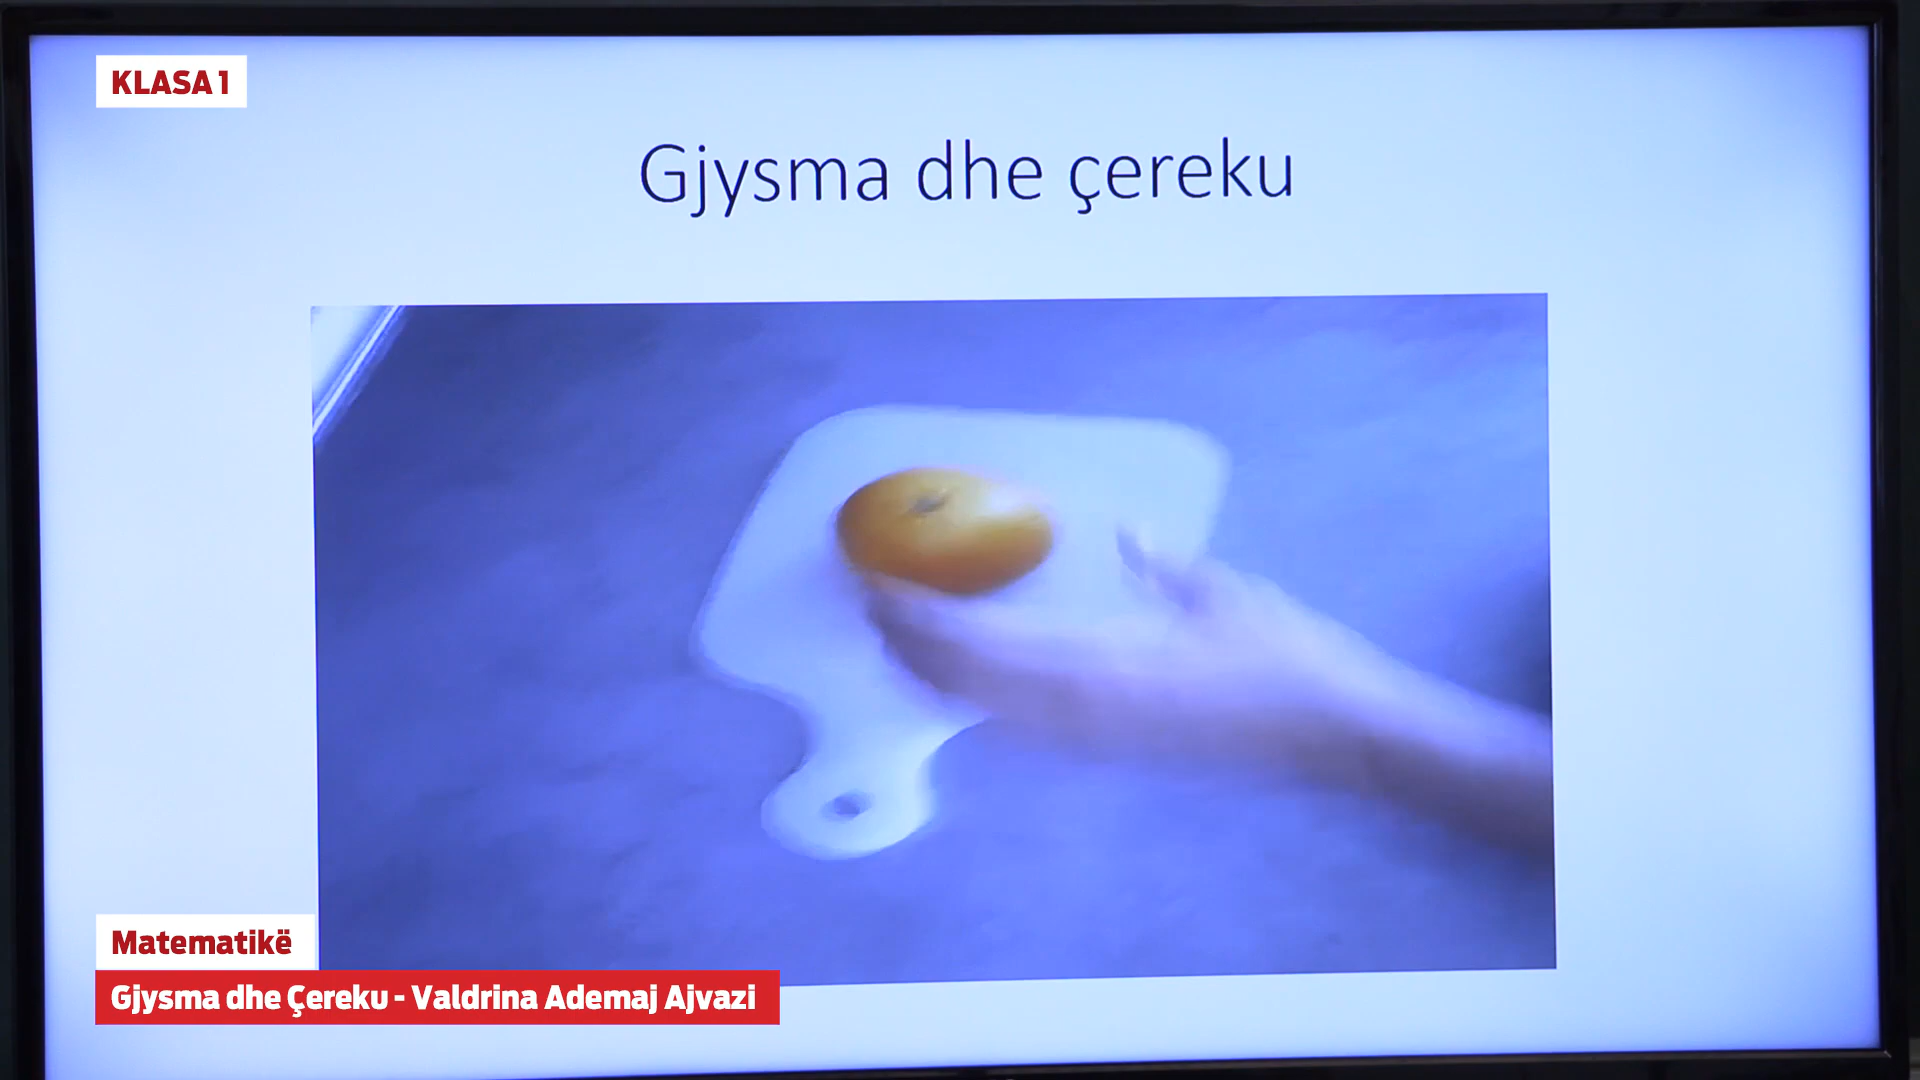 KLASA 1
Gjysma dhe çereku
Matematikë
Gjysma dhe Çereku - Valdrina Ademaj Ajvazi